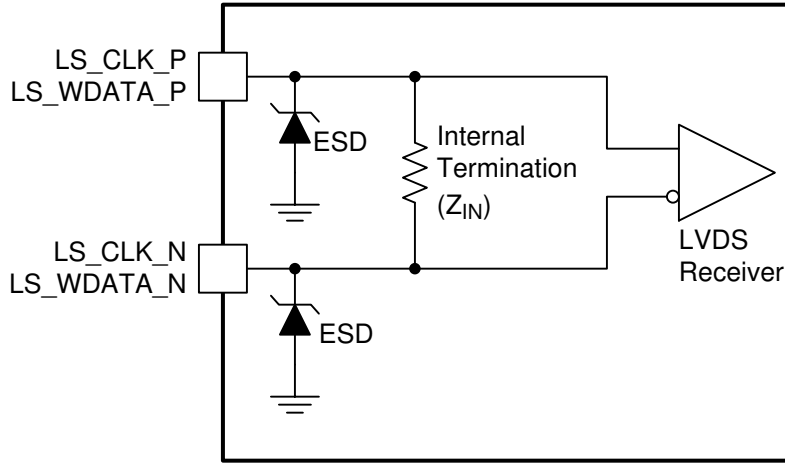 LS_CLK_P
LS_WDATA_P
ESD
Internal
Termination
(Z_IN)
LS_CLK_N
LS_WDATA_N
ESD
LVDS
Receiver